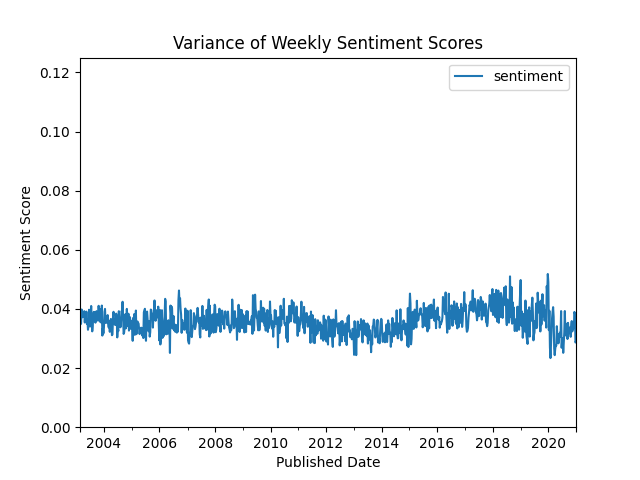 Variance of Weekly Sentiment Scores
sentiment
0.12
0.10
0.08
0.06
0.04
0.02
0.00
Sentiment Score
2004 2006 2008 2010 2012 2014 2016 2018 2020
Published Date